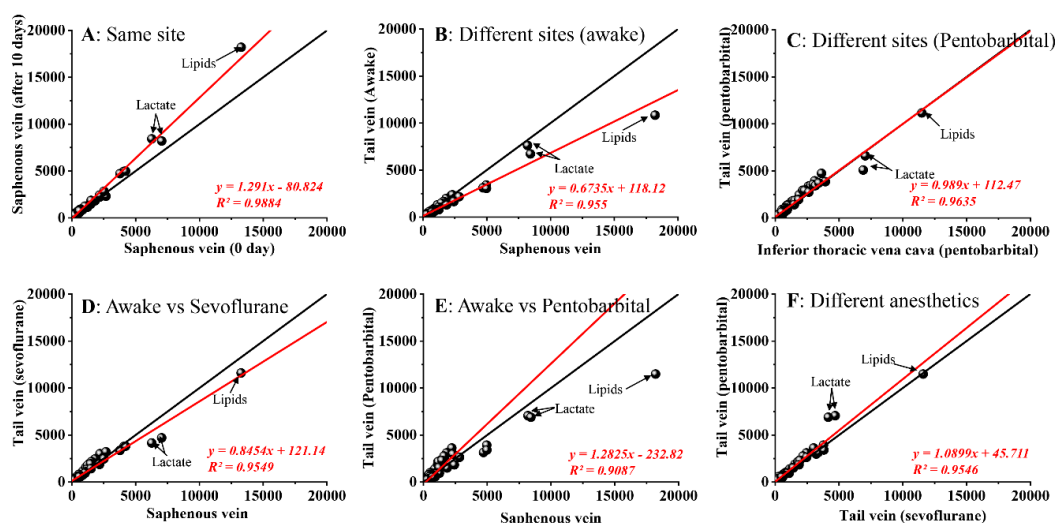 A: Same site
Saphenous vein (after 10 days)
20000
15000
10000
5000
0
Lipids
Lactate
y = 1.291x - 80.824
R² = 0.9884
0 5000 10000 15000 20000
Saphenous vein (0 day)
B: Different sites (awake)
Tail vein (Awake)
20000
15000
10000
5000
0
Lipids
Lactate
y = 0.6735x + 118.12
R² = 0.955
0 5000 10000 15000 20000
Saphenous vein
C: Different sites (Pentobarbital)
Tail vein (pentobarbital)
20000
15000
10000
5000
0
Lipids
Lactate
y = 0.989x + 112.47
R² = 0.9635
0 5000 10000 15000 20000
Inferior thoracic vena cava (pentobarbital)
D: Awake vs Sevoflurane
Tail vein (sevoflurane)
20000
15000
10000
5000
0
Lipids
Lactate
y = 0.8454x + 121.14
R² = 0.9549
0 5000 10000 15000 20000
Saphenous vein
E: Awake vs Pentobarbital
Tail vein (Pentobarbital)
20000
15000
10000
5000
0
Lipids
Lactate
y = 1.2825x - 232.82
R² = 0.9087
0 5000 10000 15000 20000
Saphenous vein
F: Different anesthetics
Tail vein (pentobarbital)
20000
15000
10000
5000
0
Lipids
Lactate
y = 1.0899x + 45.711
R² = 0.9546
0 5000 10000 15000 20000
Tail vein (sevoflurane)